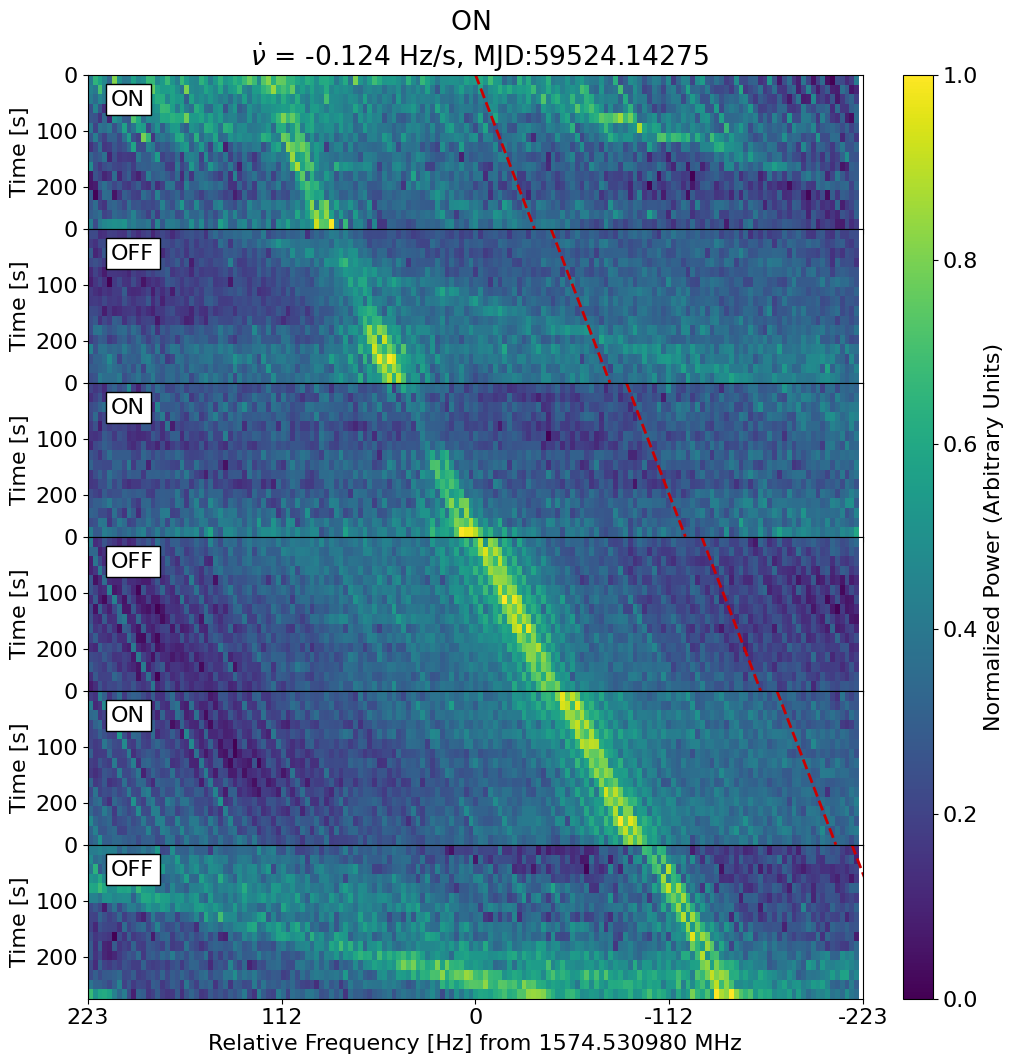 ON
ν̇ = -0.124 Hz/s, MJD:59524.14275
ON
OFF
ON
OFF
ON
OFF
Time [s]
0
100
200
Time [s]
0
100
200
Time [s]
0
100
200
Time [s]
0
100
200
Time [s]
0
100
200
Time [s]
0
100
200
223
112
0
-112
-223
Relative Frequency [Hz] from 1574.530980 MHz
1.0
0.8
0.6
0.4
0.2
0.0
Normalized Power (Arbitrary Units)